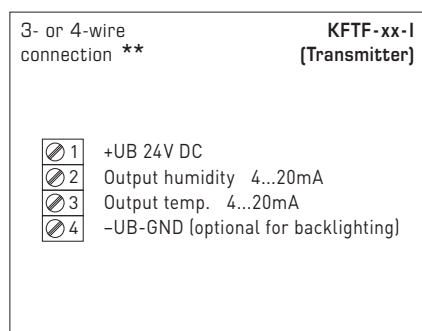 3- or 4-wire KFTF-xx-I
connection ** (Transmitter)
1 +UB 24V DC
2 Output humidity 4...20mA
3 Output temp. 4...20mA
4 –UB-GND (optional for backlighting)